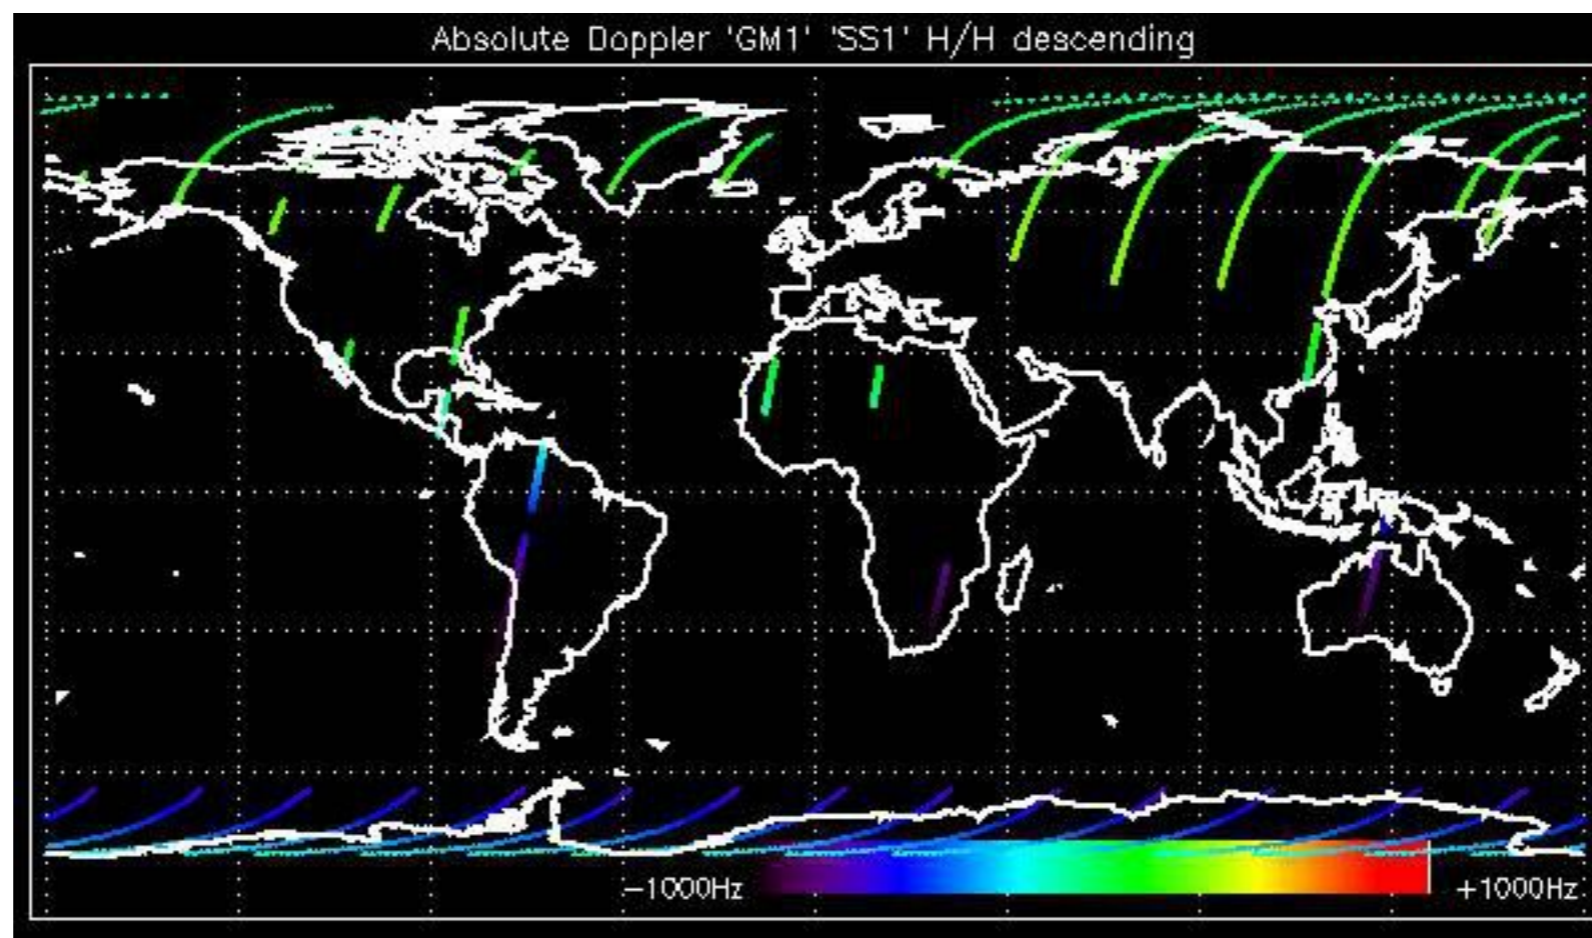 Absolute Doppler 'GM1' 'SS1' H/H descending
−1000Hz +1000Hz